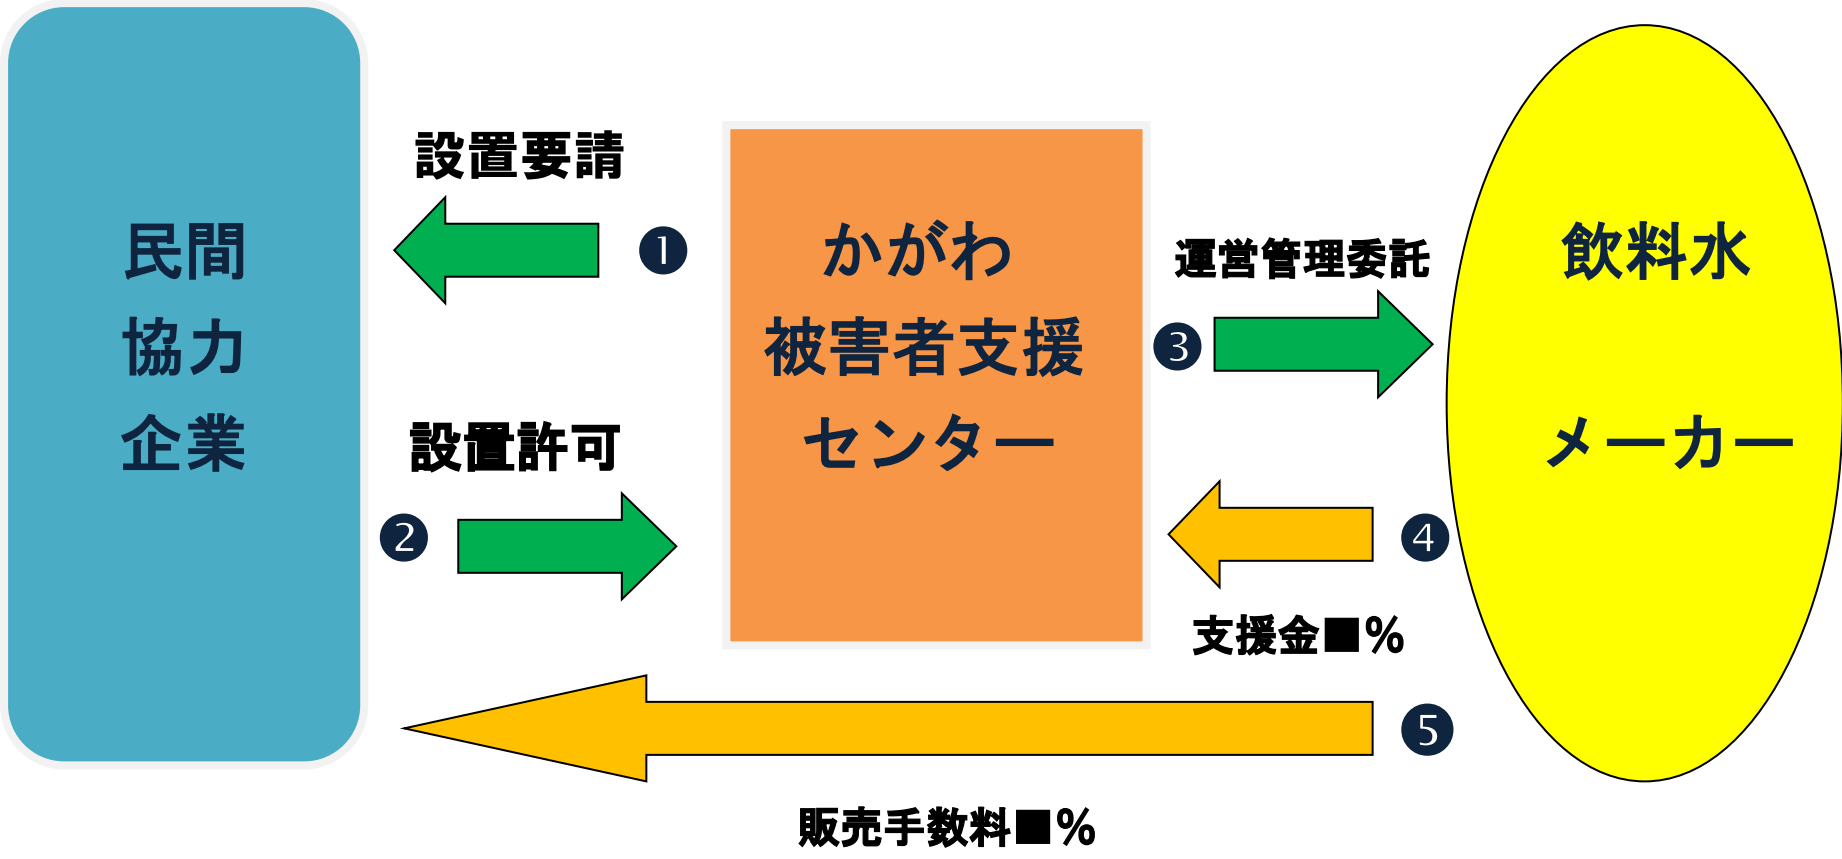 民間
協力
企業
設置要請
❶
設置許可
❷
かがわ
被害者支援
センター
運営管理委託
❸
❹
支援金■%
❺
販売手数料■%
飲料水
メーカー